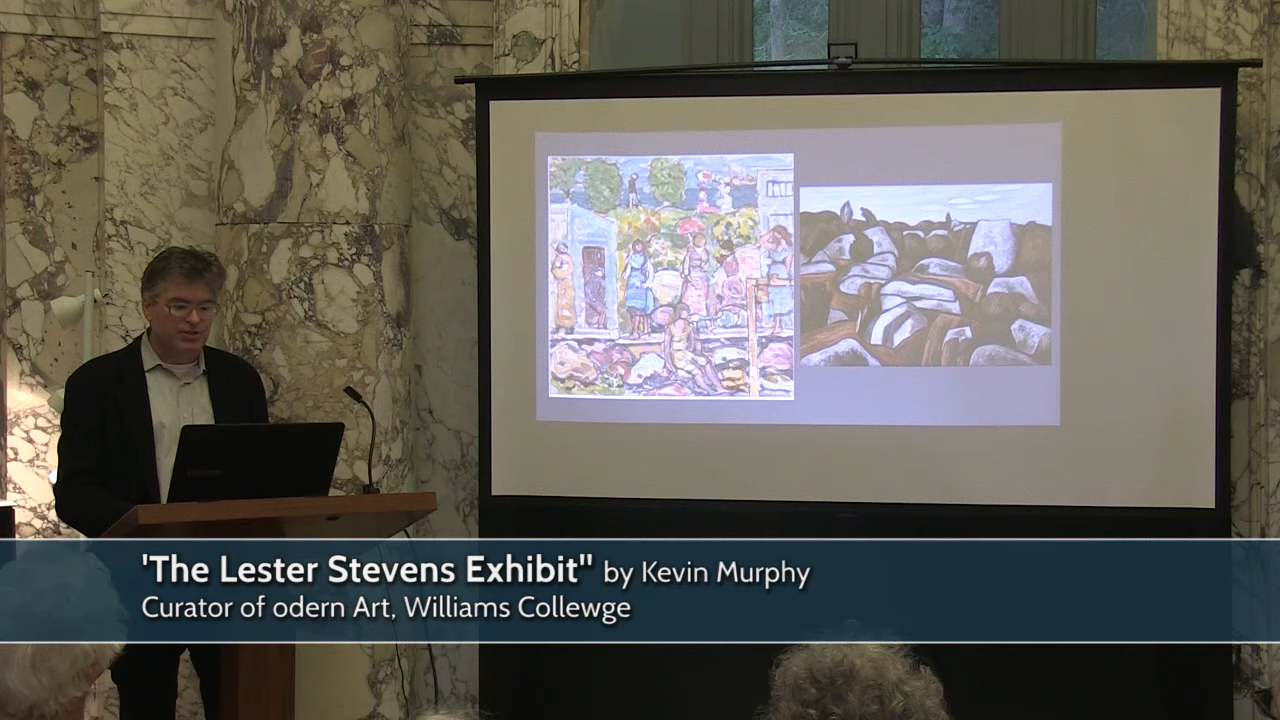 'The Lester Stevens Exhibit" by Kevin Murphy
Curator of odern Art, Williams Collewge